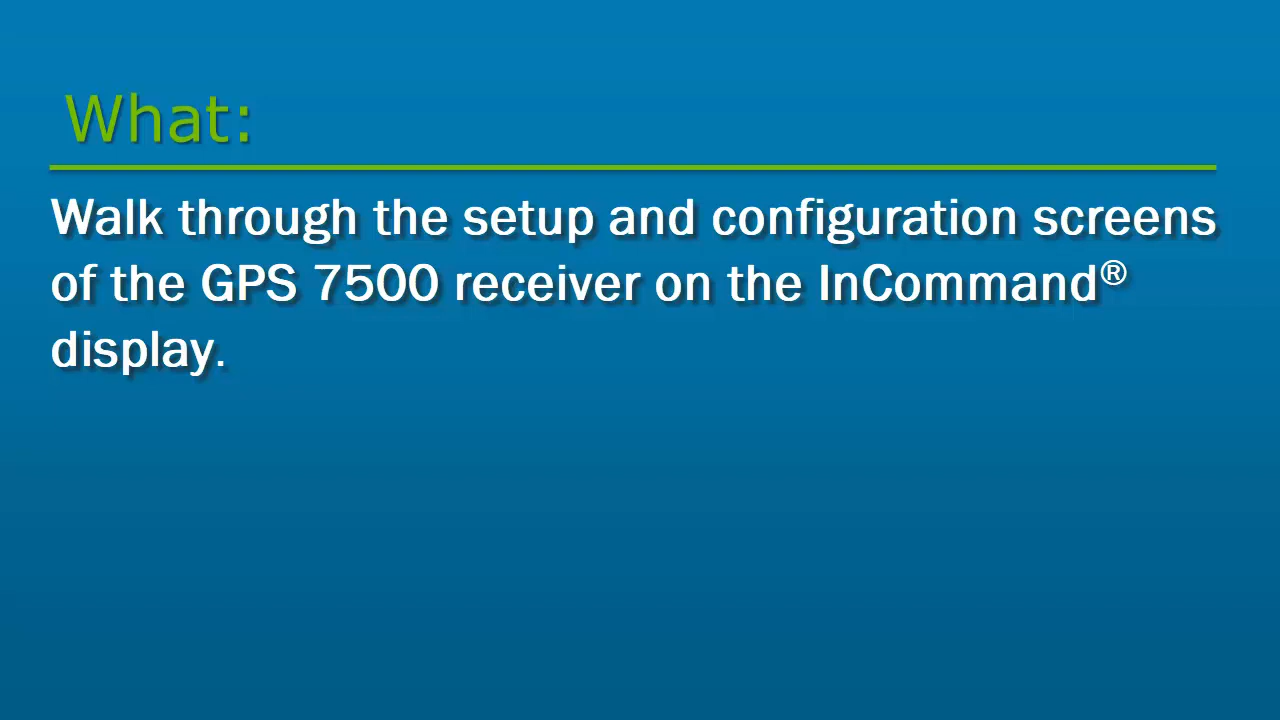 What:
Walk through the setup and configuration screens
of the GPS 7500 receiver on the InCommand®
display.